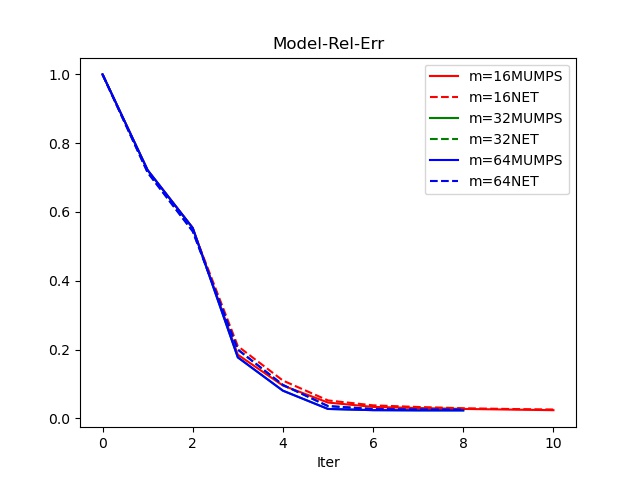 Model-Rel-Err
1.0
0.8
0.6
0.4
0.2
0.0
m=16MUMPS
m=16NET
m=32MUMPS
m=32NET
m=64MUMPS
m=64NET
0 2 4 6 8 10
Iter